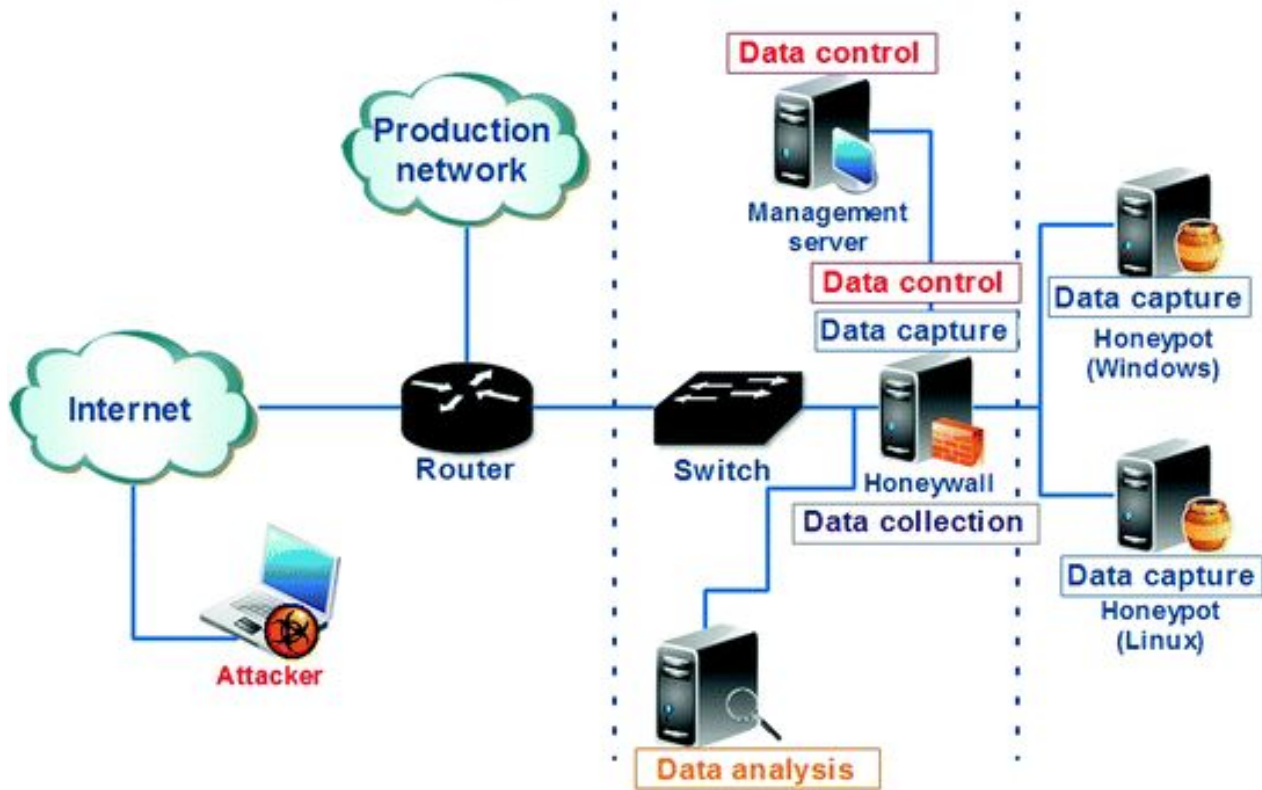 Data control
Production
network
Management
server
Data control
Data capture
Data capture
Honeypot
(Windows)
Internet
Router
Switch
Honeywall
Data collection
Data capture
Honeypot
(Linux)
Attacker
Data analysis